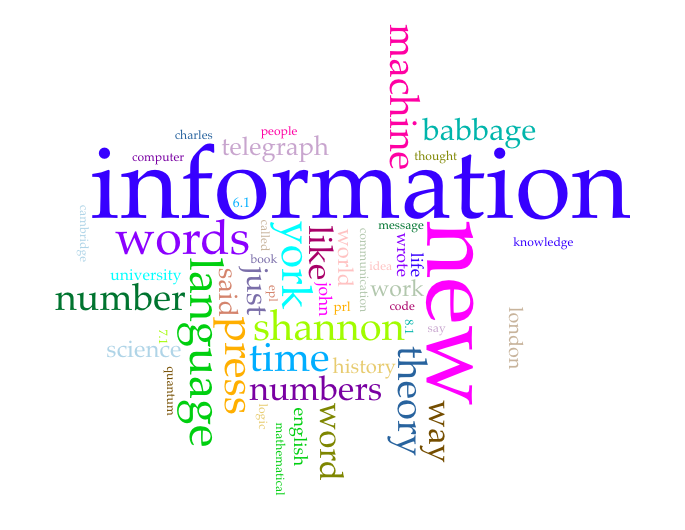 machine
babbage
charles
people
telegraph
computer
thought
information
6.1
cambridge
words
called
york
like
world
communication
message
wrote
life
new
knowledge
book
idea
university
language
said
just
epl
john
prl
work
code
number
press
shannon
8.1
say
london
7.1
science
time
history
theory
quantum
numbers
logic
english
word
way
mathematical